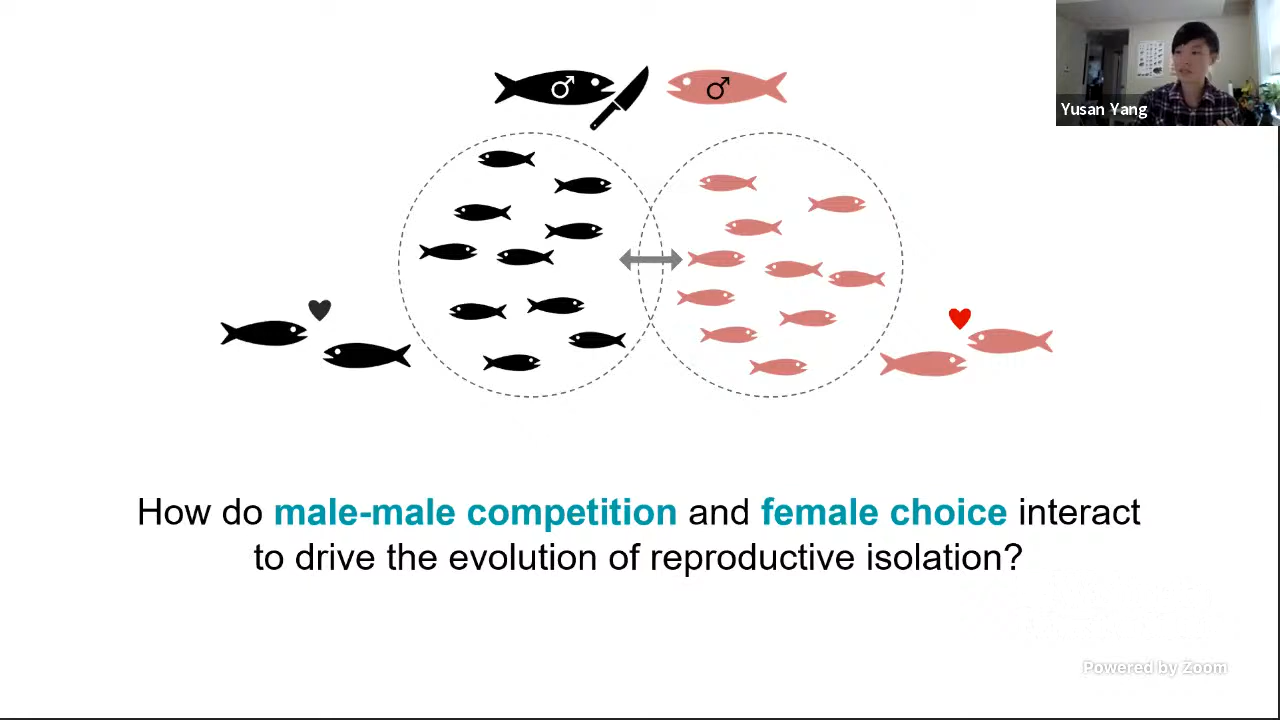 Yusan Yang
♂ ♂
How do male-male competition and female choice interact
to drive the evolution of reproductive isolation?
Powered by Zoom